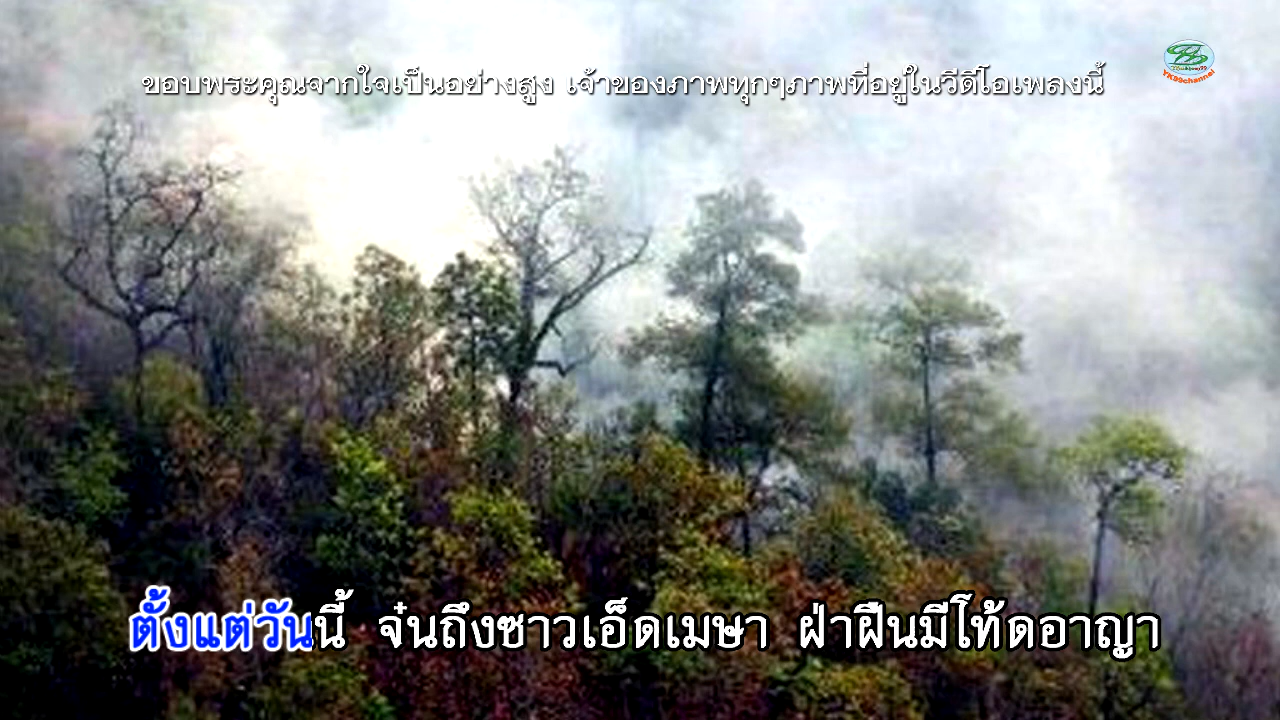 ขอบพระคุณจากใจเป็นอย่างสูง เจ้าของภาพทุกๆภาพที่อยู่ในวีดีโอเพลงนี้
YK99channel
ตั้งแต่วันนี้ จ๋นถึงซาวเอ็ดเมษา ฝ่าฝืนมีโท้ดอาญา